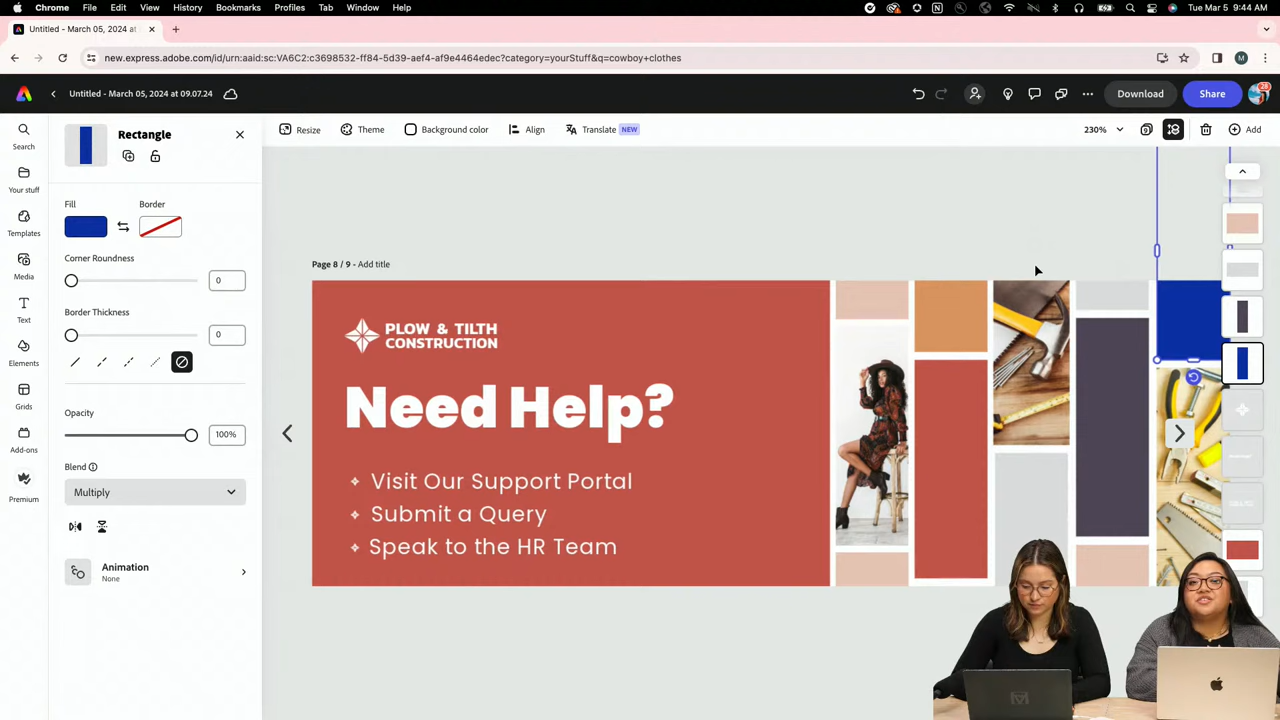 Chrome File Edit View History Bookmarks Profiles Tab Window Help
Tue Mar 5 9:44 AM
Untitled - March 05, 2024 at 09.07.24
new.express.adobe.com/id/urn:aaid:sc:VA6C2:c3698532-ff84-5d39-aef4-af9e4464edec?category=yourStuff&q=cowboy+clothes
M
Untitled - March 05, 2024 at 09.07.24
Download
Share
28
Search
Your stuff
Templates
Media
Text
Elements
Grids
Add-ons
Premium
Rectangle
Fill
Border
Corner Roundness
0
Border Thickness
0
Opacity
100%
Blend
Multiply
Animation
None
Resize
Theme
Background color
Align
Translate NEW
230%
9
Add
Page 8 / 9 - Add title
PLOW & TILTH
CONSTRUCTION
Need Help?
Visit Our Support Portal
Submit a Query
Speak to the HR Team